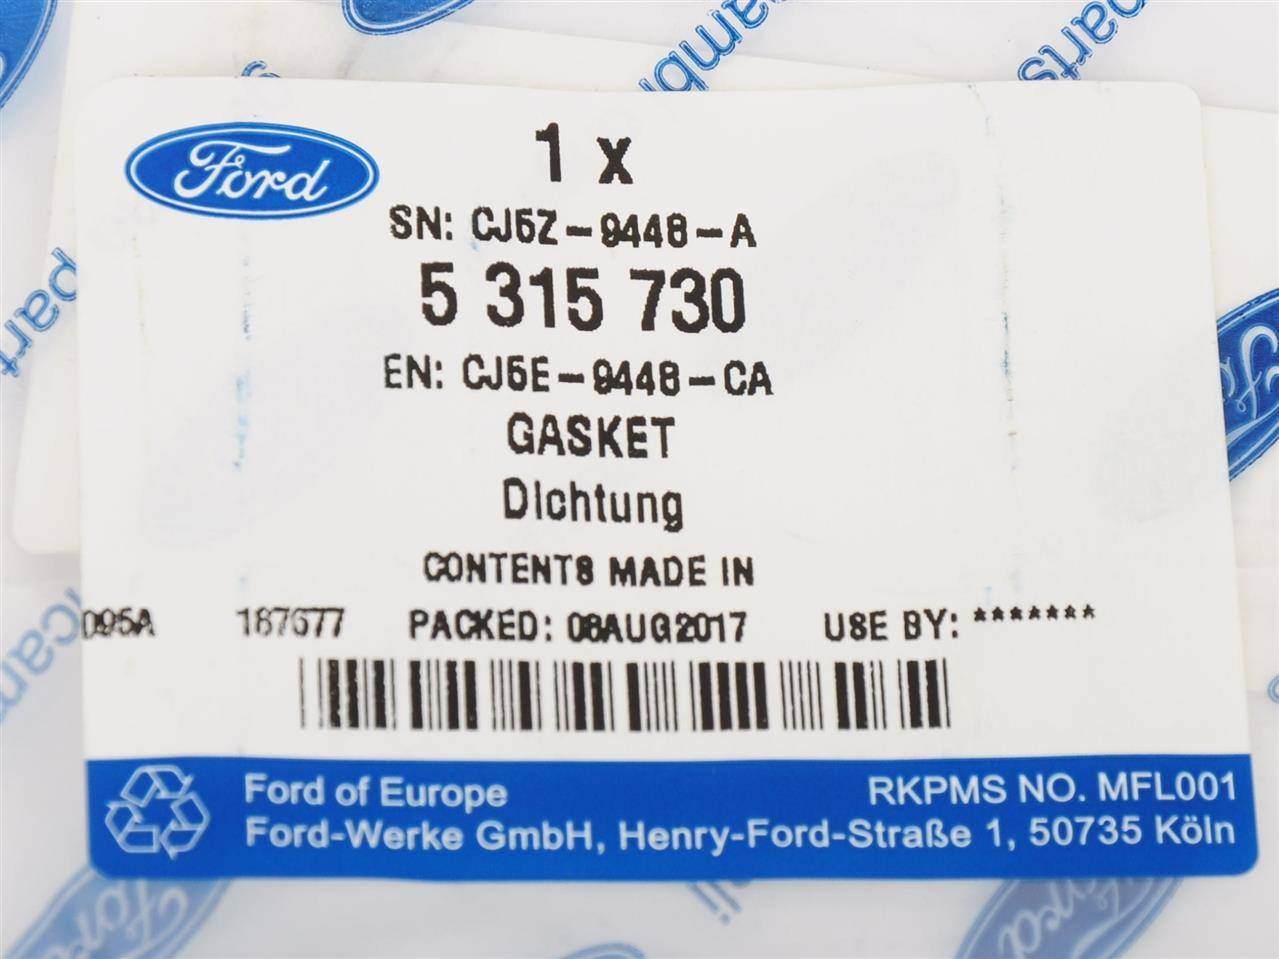 Ford
1 x
SN: CJ5Z-9448-A
5 315 730
EN: CJ5E-9448-CA
GASKET
Dichtung
CONTENTS MADE IN
095A 187677 PACKED: 08AUG2017 USE BY: *******
Ford of Europe RKPMS NO. MFL001
Ford-Werke GmbH, Henry-Ford-Straße 1, 50735 Köln